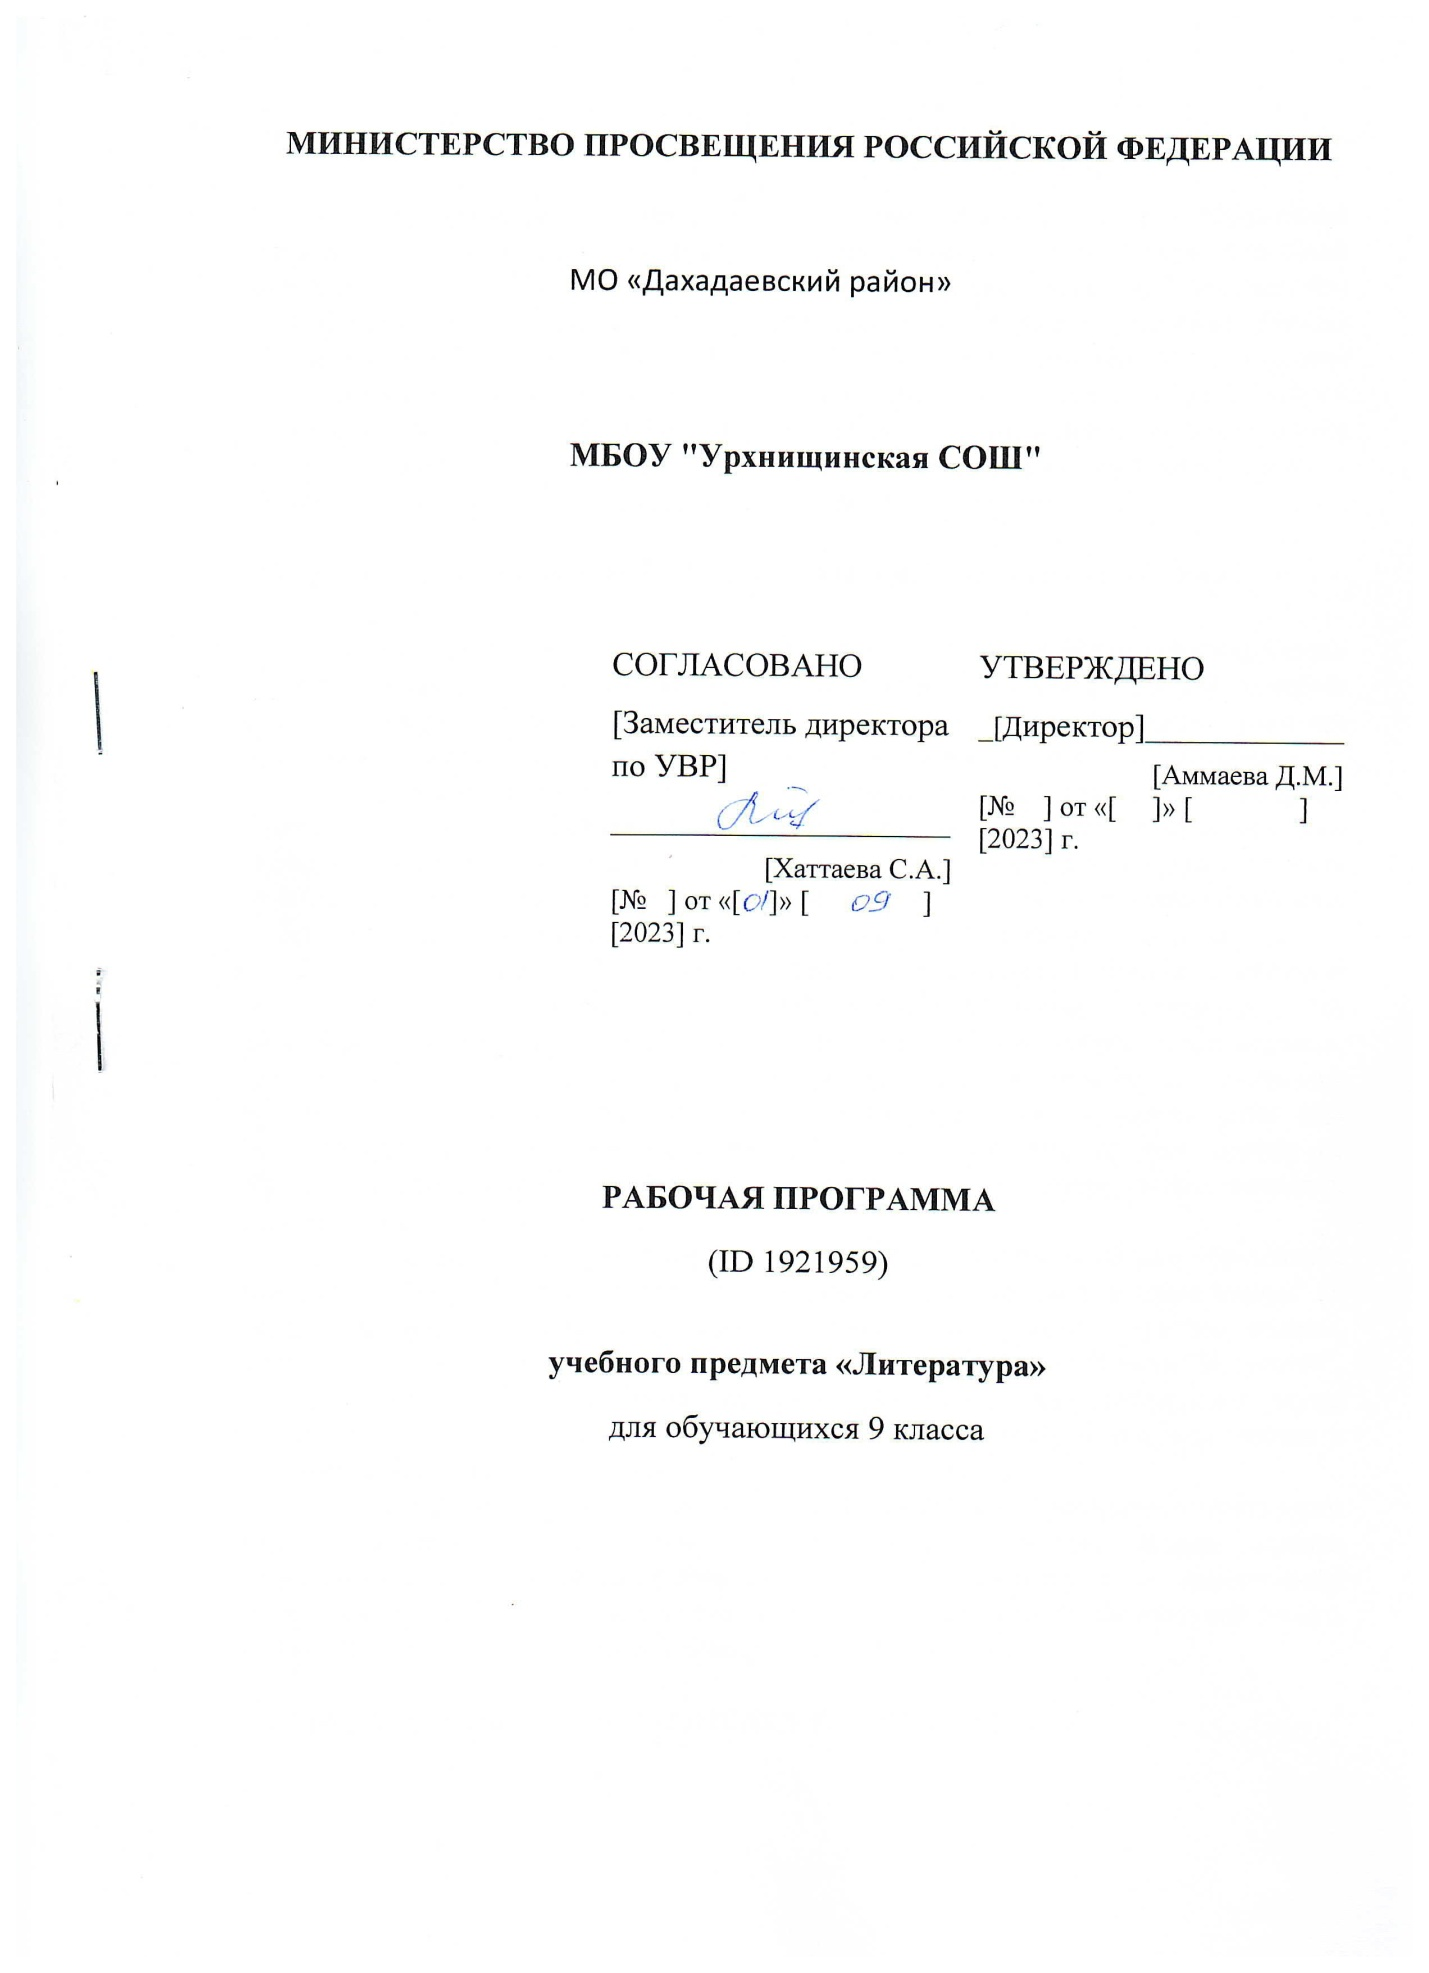 МИНИСТЕРСТВО ПРОСВЕЩЕНИЯ РОССИЙСКОЙ ФЕДЕРАЦИИ
МО «Дахадаевский район»
МБОУ "Урхнищинская СОШ"
СОГЛАСОВАНО
[Заместитель директора
по УВР]
[Хаттаева С.А.]
[№ ] от «[01]» [ 09 ]
[2023] г.
УТВЕРЖДЕНО
_[Директор]____________
[Аммаева Д.М.]
[№ ] от «[ ]» [ ]
[2023] г.
РАБОЧАЯ ПРОГРАММА
(ID 1921959)
учебного предмета «Литература»
для обучающихся 9 класса